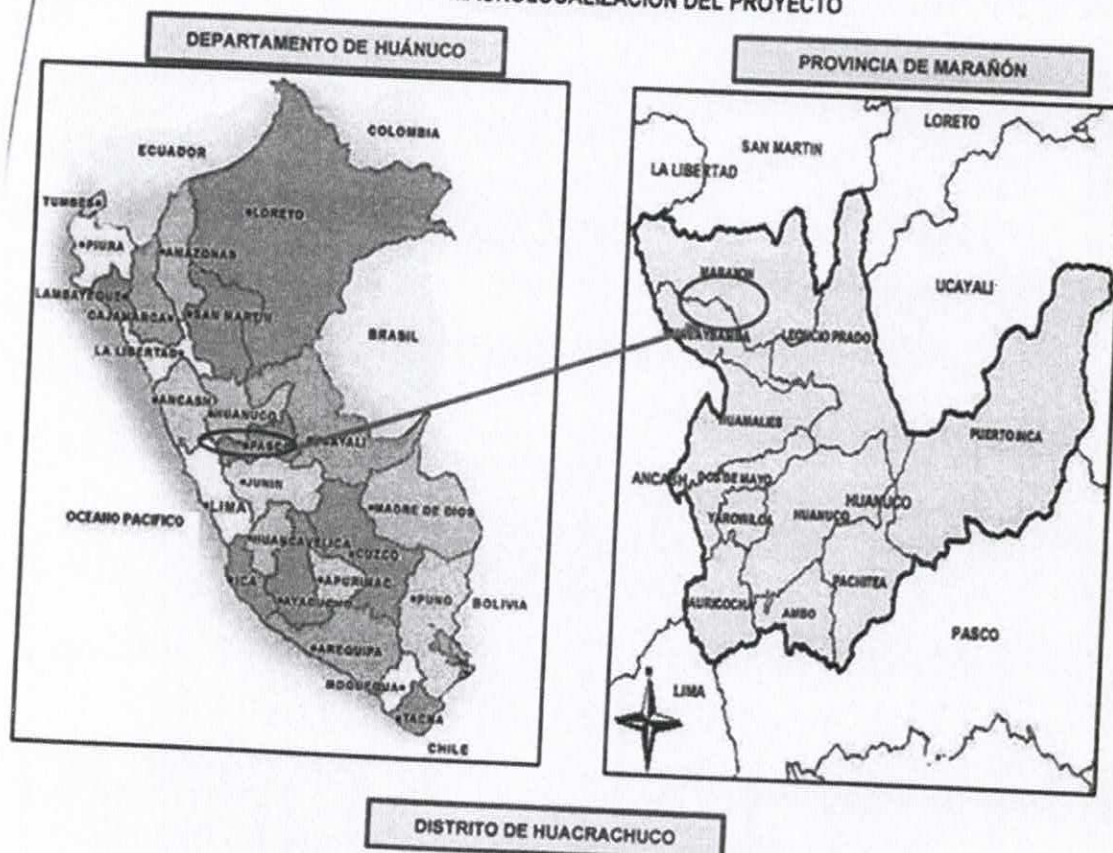 DEL PROYECTO
DEPARTAMENTO DE HUÁNUCO
PROVINCIA DE MARAÑÓN
COLOMBIA
ECUADOR
TUMBES
LORETO
PIURA
AMAZONAS
LAMBAYEQUE
CAJAMARCA
SAN MARTIN
LA LIBERTAD
BRASIL
ANCASH
HUANUCO
PASCO
UCAYALI
JUNIN
LIMA
MADRE DE DIOS
OCEANO PACIFICO
HUANCAVELICA
CUZCO
ICA
APURIMAC
AYACUCHO
PUNO
BOLIVIA
AREQUIPA
MOQUEGUA
TACNA
CHILE
LORETO
SAN MARTIN
LA LIBERTAD
MARAÑON
UCAYALI
LEONCIO PRADO
HUAMALIES
PUERTO INCA
ANCASH
DOS DE MAYO
HUANUCO
HUANUCO
YAROWILCA
PACHITEA
AMBO
PASCO
LIMA
DISTRITO DE HUACRACHUCO